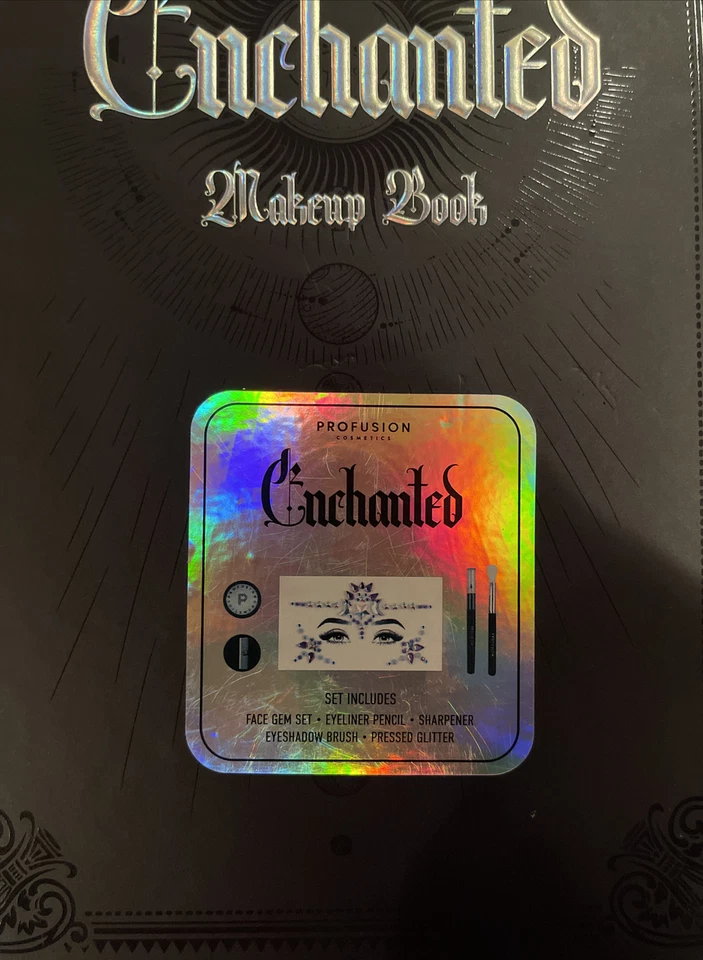 Enchanted
Makeup Book
PROFUSION
COSMETICS
Enchanted
P
SET INCLUDES
FACE GEM SET • EYELINER PENCIL • SHARPENER
EYESHADOW BRUSH • PRESSED GLITTER